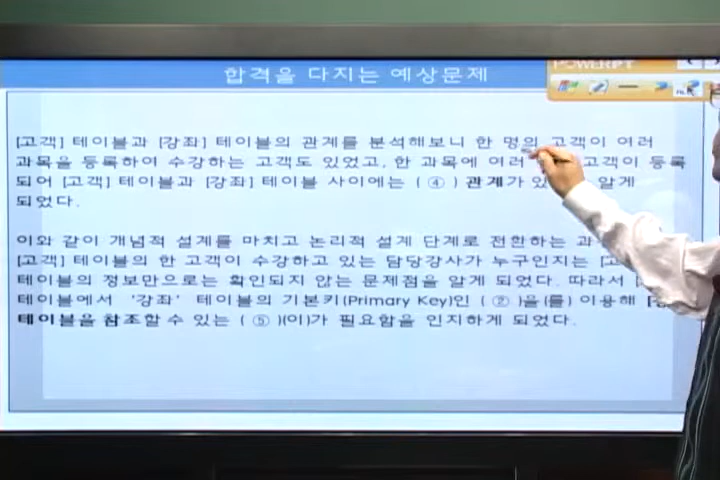 합격을 다지는 예상문제
POWERPT
[고객] 테이블과 [강좌] 테이블의 관계를 분석해보니 한 명의 고객이 여러
과목을 등록하여 수강하는 고객도 있었고, 한 과목에 여러 고객이 등록
되어 [고객] 테이블과 [강좌] 테이블 사이에는 ( ④ ) 관계가 알게
되었다.
이와 같이 개념적 설계를 마치고 논리적 설계 단계로 전환하는
[고객] 테이블의 한 고객이 수강하고 있는 담당강사가 누구인지는
테이블의 정보만으로는 확인되지 않는 문제점을 알게 되었다. 따라서
테이블에서 '강좌' 테이블의 기본키(Primary Key)인 ( ② )을(를) 이용해
테이블을 참조할 수 있는 ( ⑤ )(이)가 필요함을 인지하게 되었다.